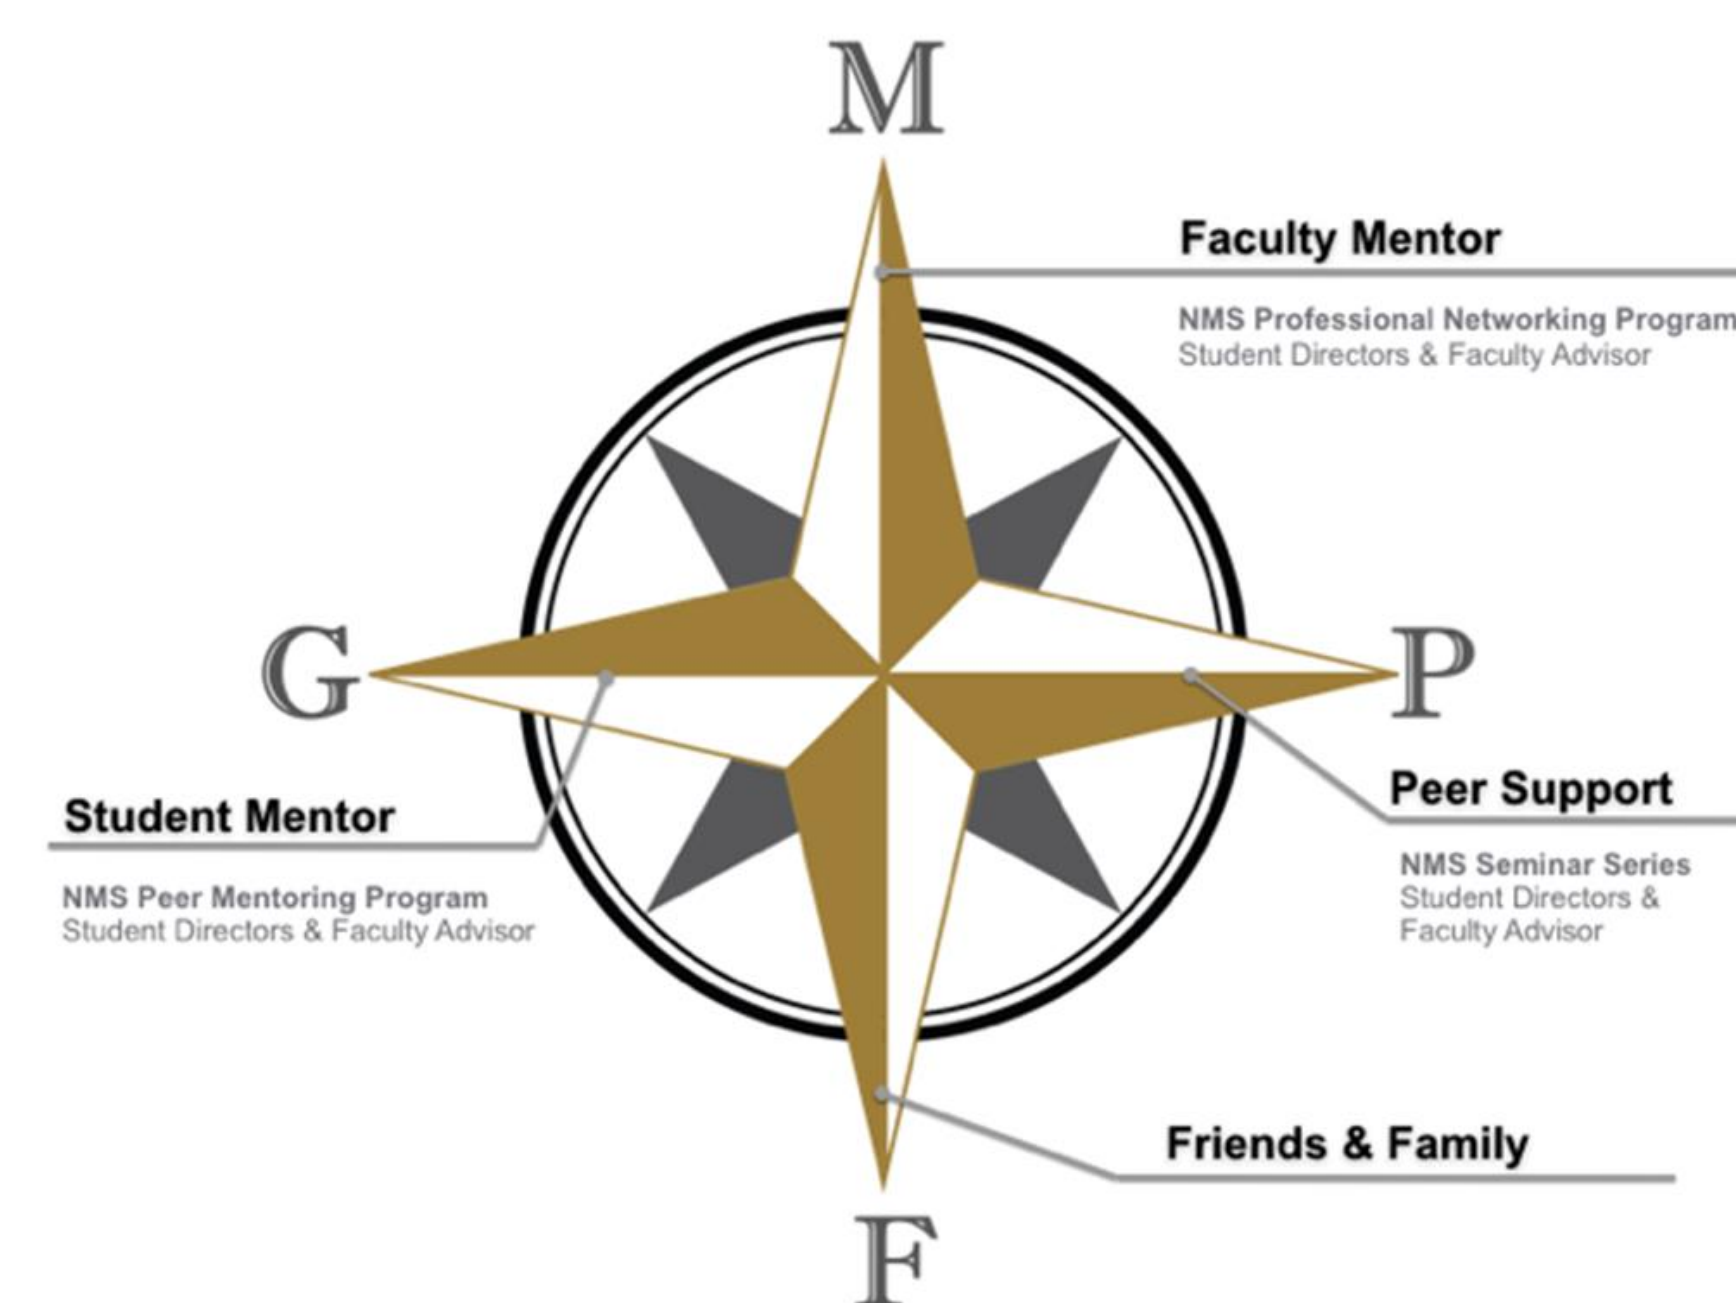 M
Faculty Mentor
NMS Professional Networking Program
Student Directors & Faculty Advisor
G
P
Student Mentor
NMS Peer Mentoring Program
Student Directors & Faculty Advisor
Peer Support
NMS Seminar Series
Student Directors &
Faculty Advisor
Friends & Family
F